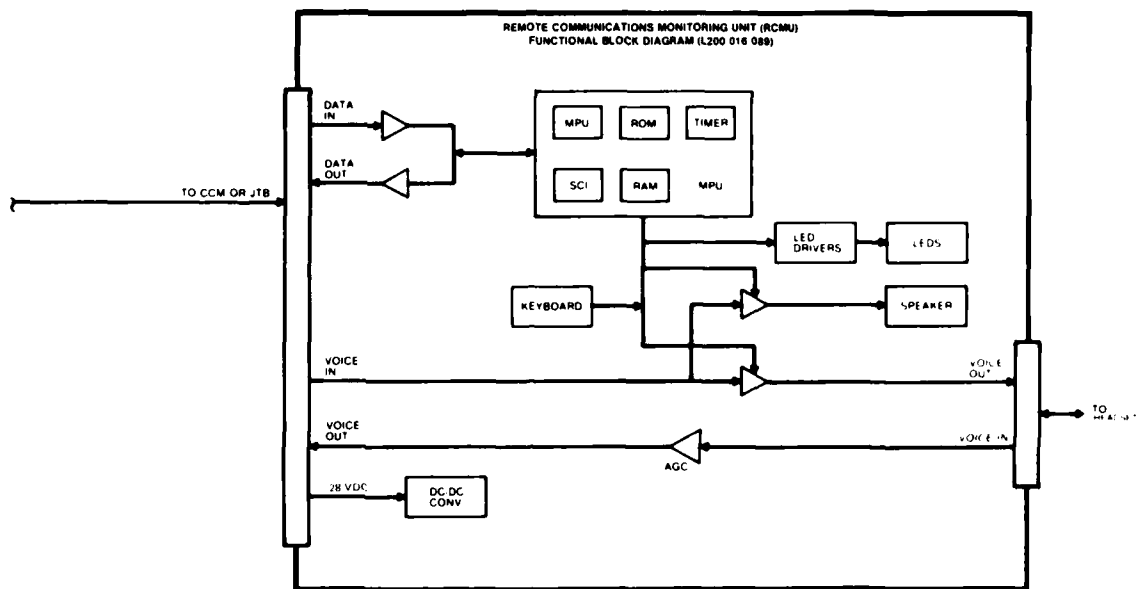 REMOTE COMMUNICATIONS MONITORING UNIT (RCMU)
FUNCTIONAL BLOCK DIAGRAM (L200 016 089)
DATA
IN
MPU
ROM
TIMER
DATA
OUT
SCI
RAM
MPU
TO CCM OR JTB
LED
DRIVERS
LEDS
KEYBOARD
SPEAKER
VOICE
IN
VOICE
OUT
TO
HEADSET
VOICE
OUT
VOICE IN
AGC
28 VDC
DC/DC
CONV